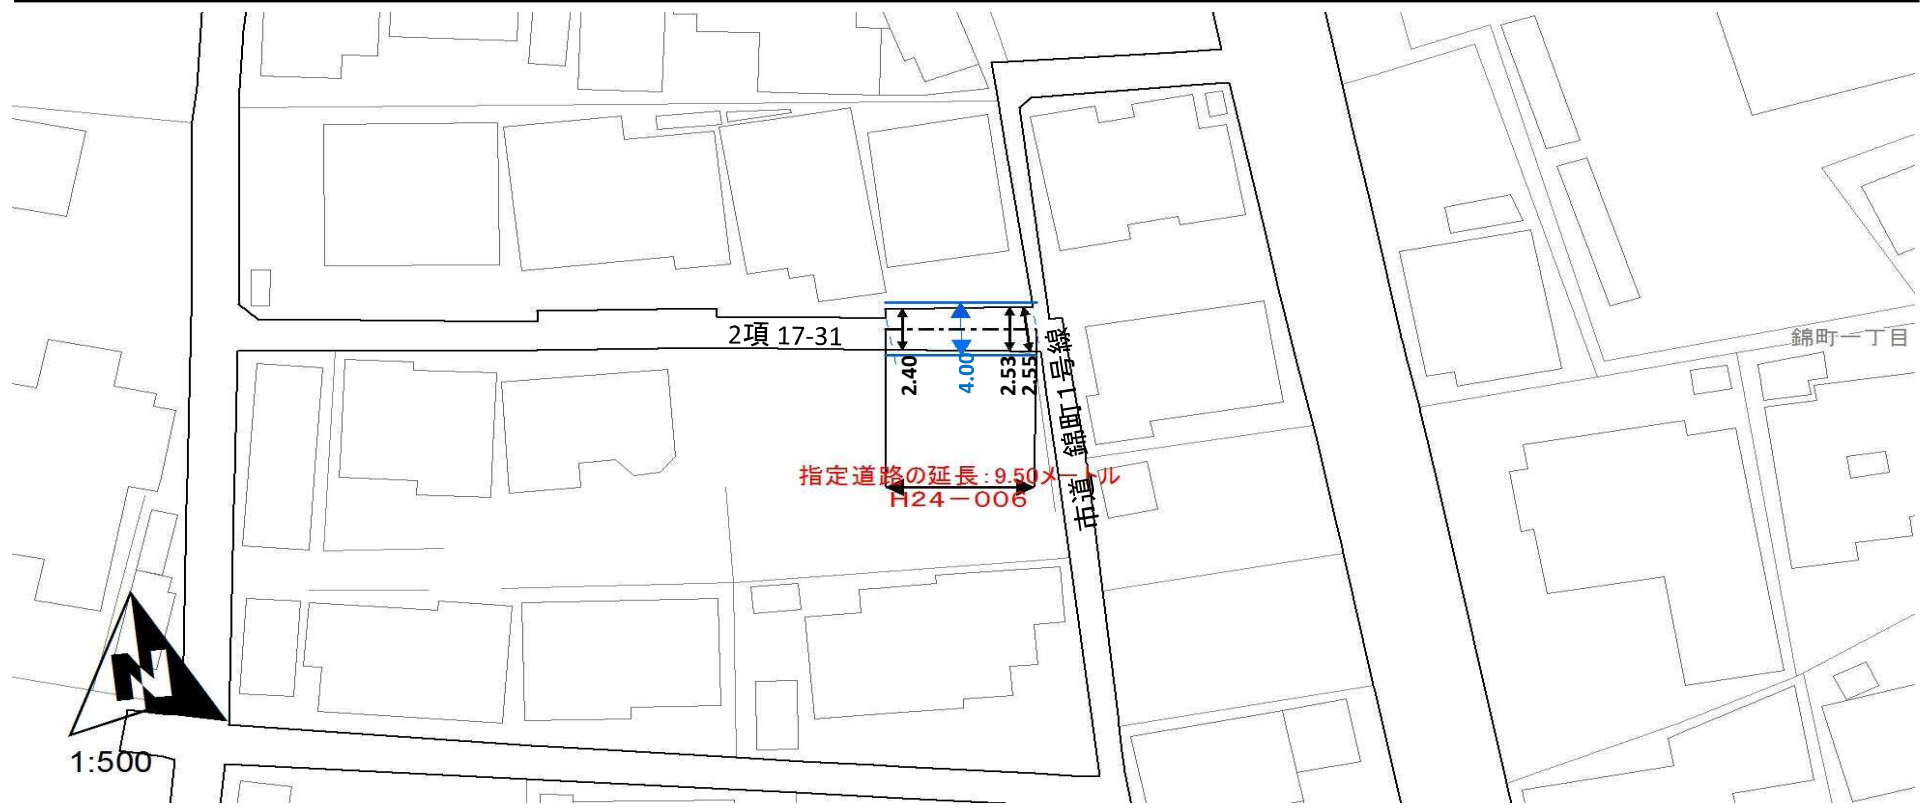 2項 17-31
2.40
4.00
2.53
2.55
市道 錦町1号線
錦町一丁目
指定道路の延長:9.50メートル
H24-006
N
1:500